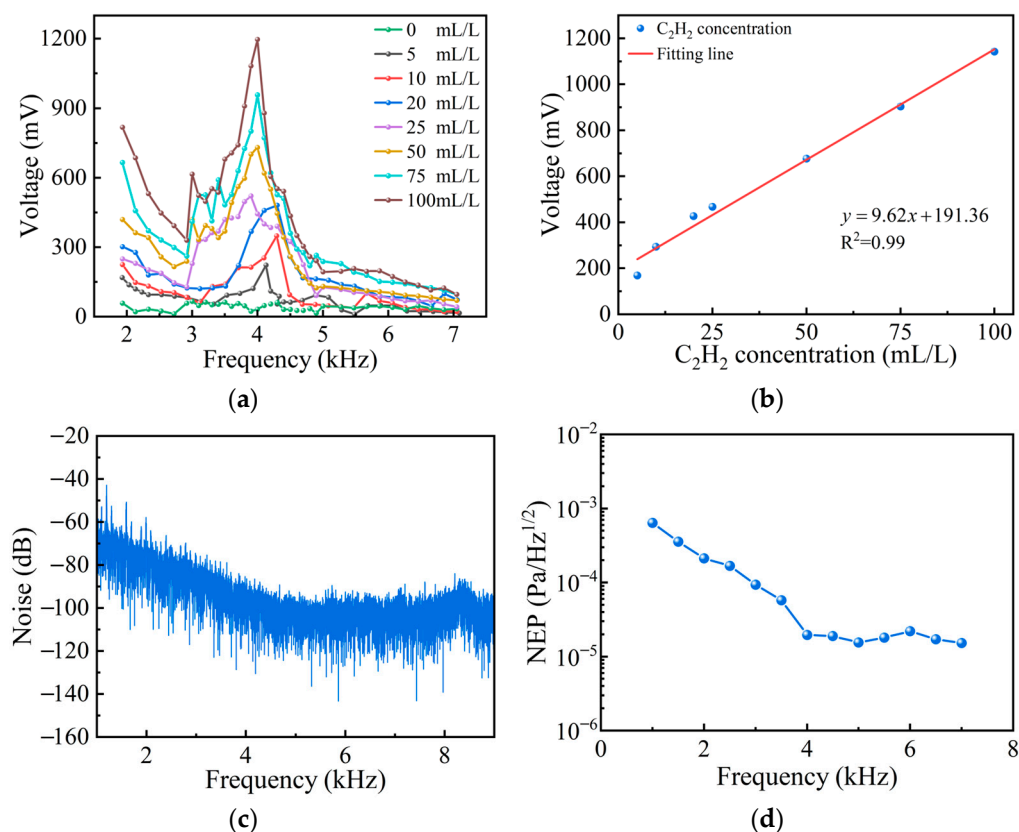 1200
900
600
300
0
Voltage (mV)
2 3 4 5 6 7
Frequency (kHz)
0 mL/L
5 mL/L
10 mL/L
20 mL/L
25 mL/L
50 mL/L
75 mL/L
100mL/L
(a)
1200
1000
800
600
400
200
0
Voltage (mV)
C₂H₂ concentration
Fitting line
y = 9.62x+191.36
R²=0.99
0 25 50 75 100
C₂H₂ concentration (mL/L)
(b)
−20
−40
−60
−80
−100
−120
−140
−160
Noise (dB)
2 4 6 8
Frequency (kHz)
(c)
10⁻²
10⁻³
10⁻⁴
10⁻⁵
10⁻⁶
NEP (Pa/Hz¹/²)
0 2 4 6 8
Frequency (kHz)
(d)